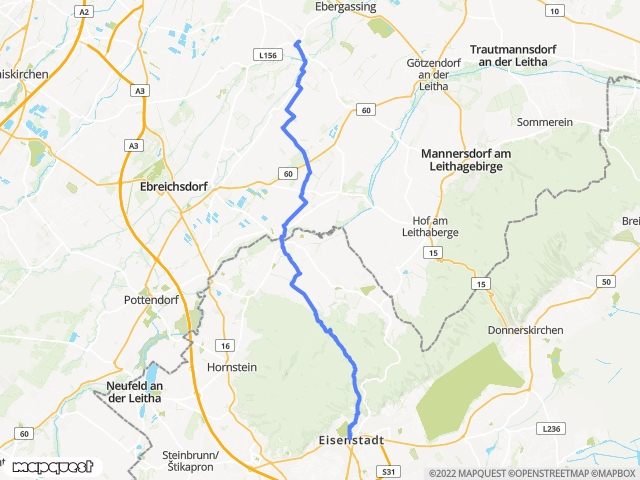 Ebergassing
A2
10
L156
Trautmannsdorf
an der Leitha
Götzendorf
an der
Leitha
A3
60
Sommerein
A3
Mannersdorf am
Leithagebirge
60
Ebreichsdorf
Hof am
Leithaberge
15
15
50
Pottendorf
Donnerskirchen
16
Hornstein
Neufeld an
der Leitha
60
L236
Eisenstadt
Steinbrunn/
Štikapron
S31
mapquest
©2022 MAPQUEST ©OPENSTREETMAP ©MAPBOX